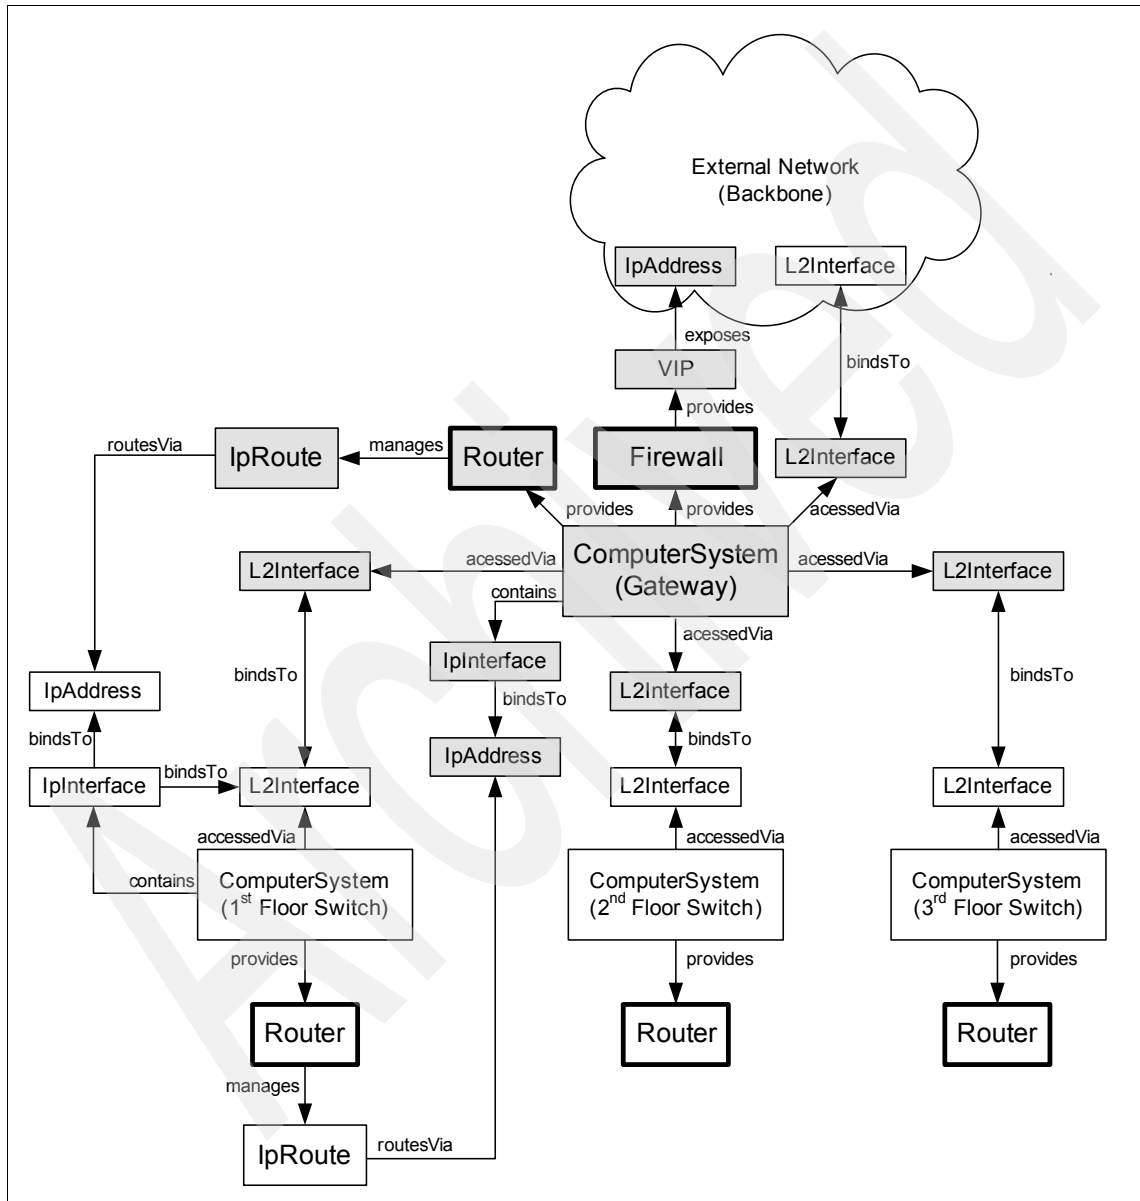 External Network
(Backbone)
IpAddress
L2Interface
exposes
bindsTo
VIP
provides
routesVia
IpRoute
manages
Router
Firewall
L2Interface
provides
provides
acessedVia
ComputerSystem
(Gateway)
L2Interface
acessedVia
acessedVia
L2Interface
contains
acessedVia
IpInterface
bindsTo
bindsTo
bindsTo
IpAddress
L2Interface
bindsTo
bindsTo
IpAddress
IpInterface
bindsTo
L2Interface
L2Interface
L2Interface
accessedVia
accessedVia
acessedVia
contains
ComputerSystem
(1st Floor Switch)
ComputerSystem
(2nd Floor Switch)
ComputerSystem
(3rd Floor Switch)
provides
provides
provides
Router
Router
Router
manages
IpRoute
routesVia
Archived